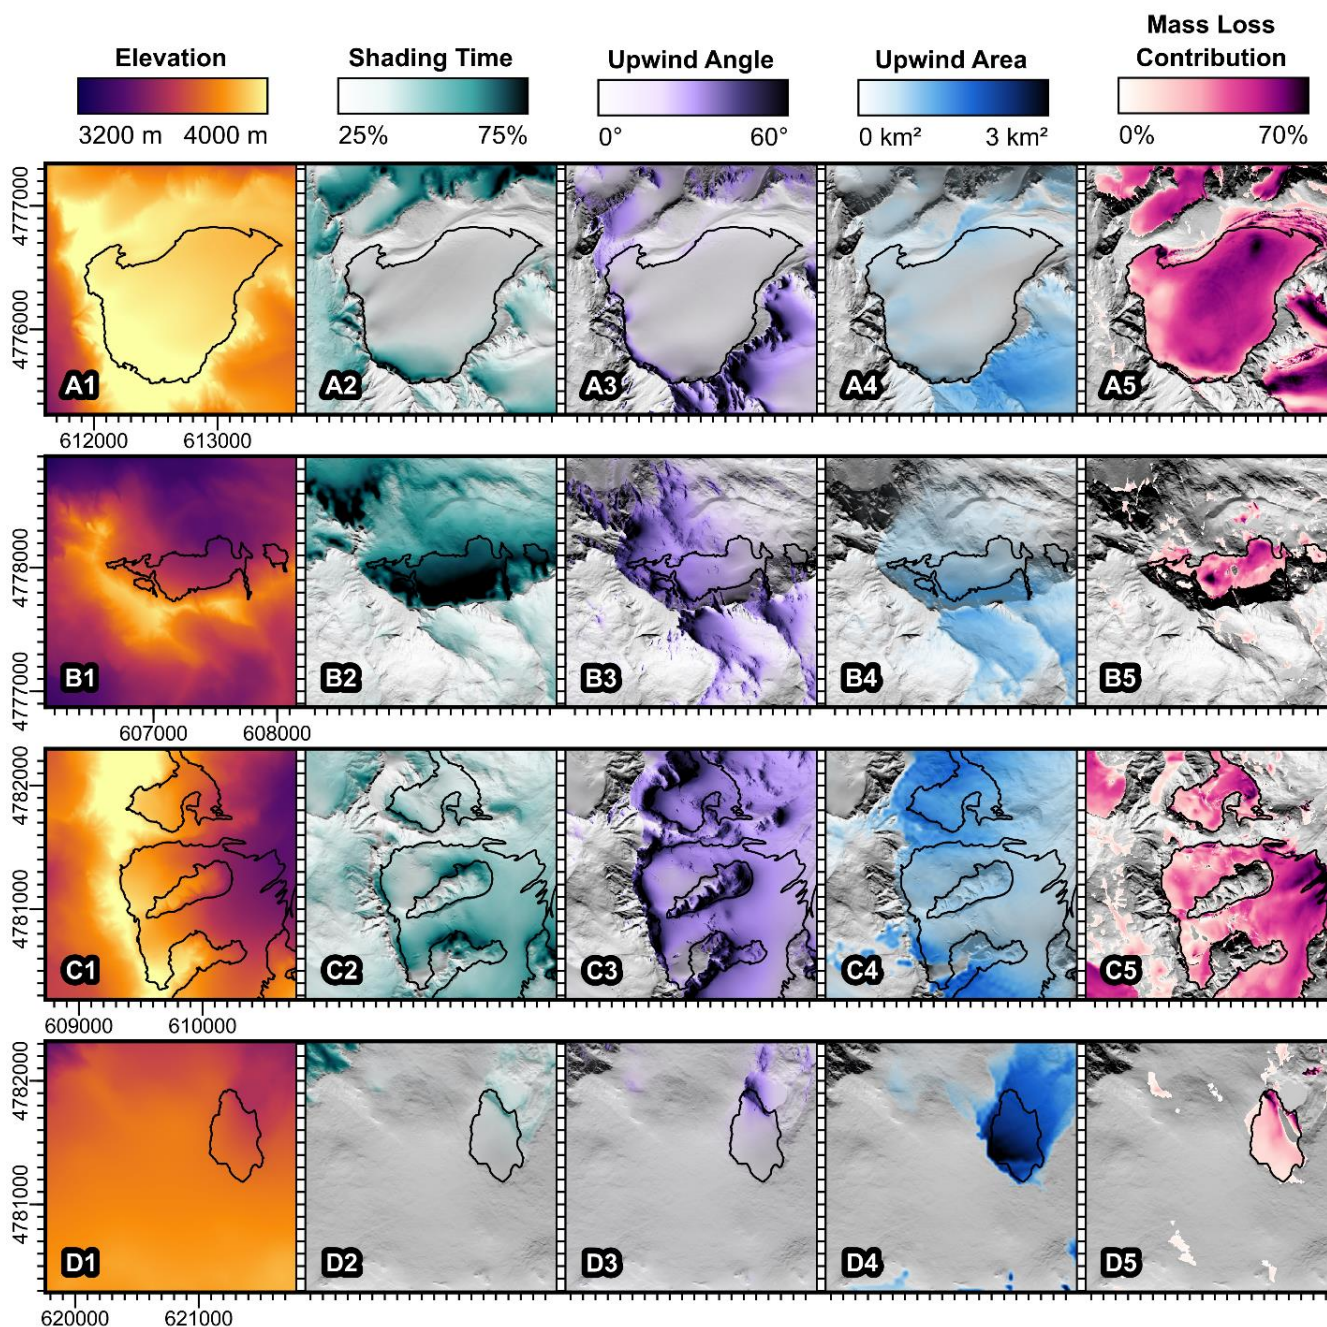 Elevation
Shading Time
Upwind Angle
Upwind Area
Mass Loss
Contribution
3200 m 4000 m
25% 75%
0° 60°
0 km² 3 km²
0% 70%
4777000
4776000
A1 A2 A3 A4 A5
612000 613000
4778000
4777000
B1 B2 B3 B4 B5
607000 608000
4782000
4781000
C1 C2 C3 C4 C5
609000 610000
4782000
4781000
D1 D2 D3 D4 D5
620000 621000